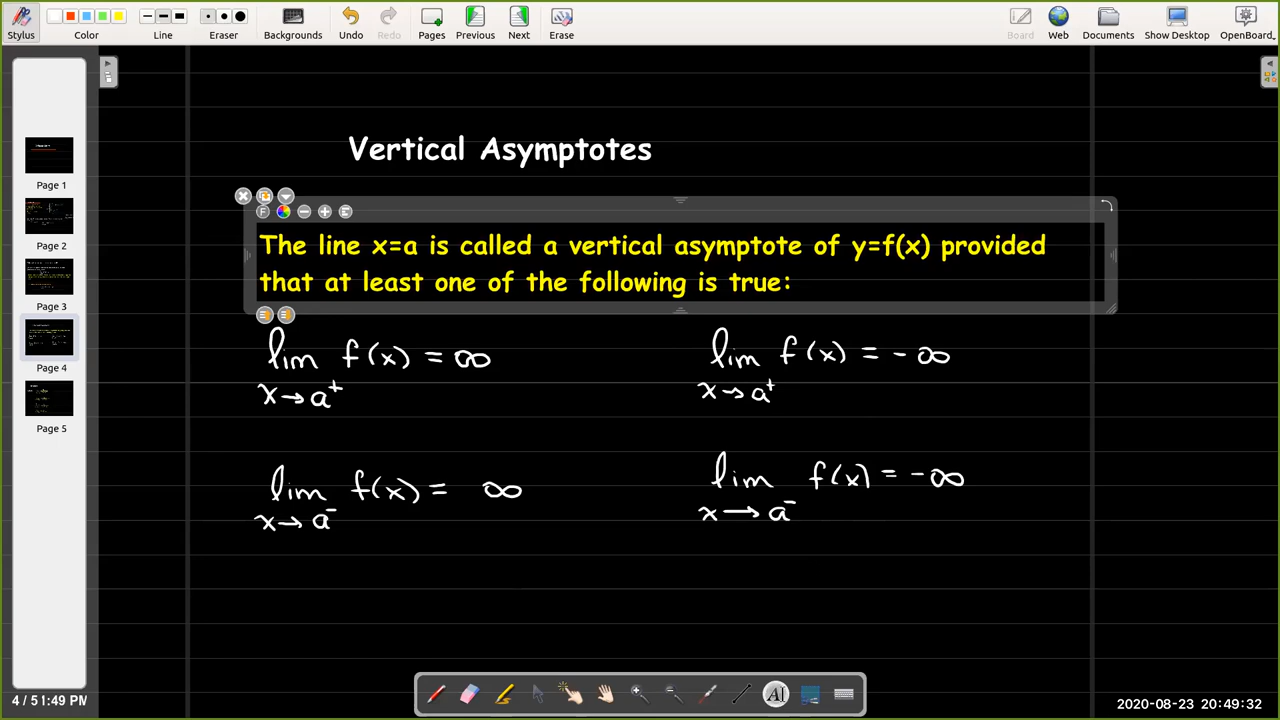 Stylus Color Line Eraser Backgrounds Undo Redo Pages Previous Next Erase Board Web Documents Show Desktop OpenBoard
Page 1
Page 2
Page 3
Page 4
Page 5
Vertical Asymptotes
F
The line x=a is called a vertical asymptote of y=f(x) provided
that at least one of the following is true:
lim f(x) = ∞
x→a⁺
lim f(x) = -∞
x→a⁺
lim f(x) = ∞
x→a⁻
lim f(x) = -∞
x→a⁻
4 / 51:49 PM
AI
2020-08-23 20:49:32